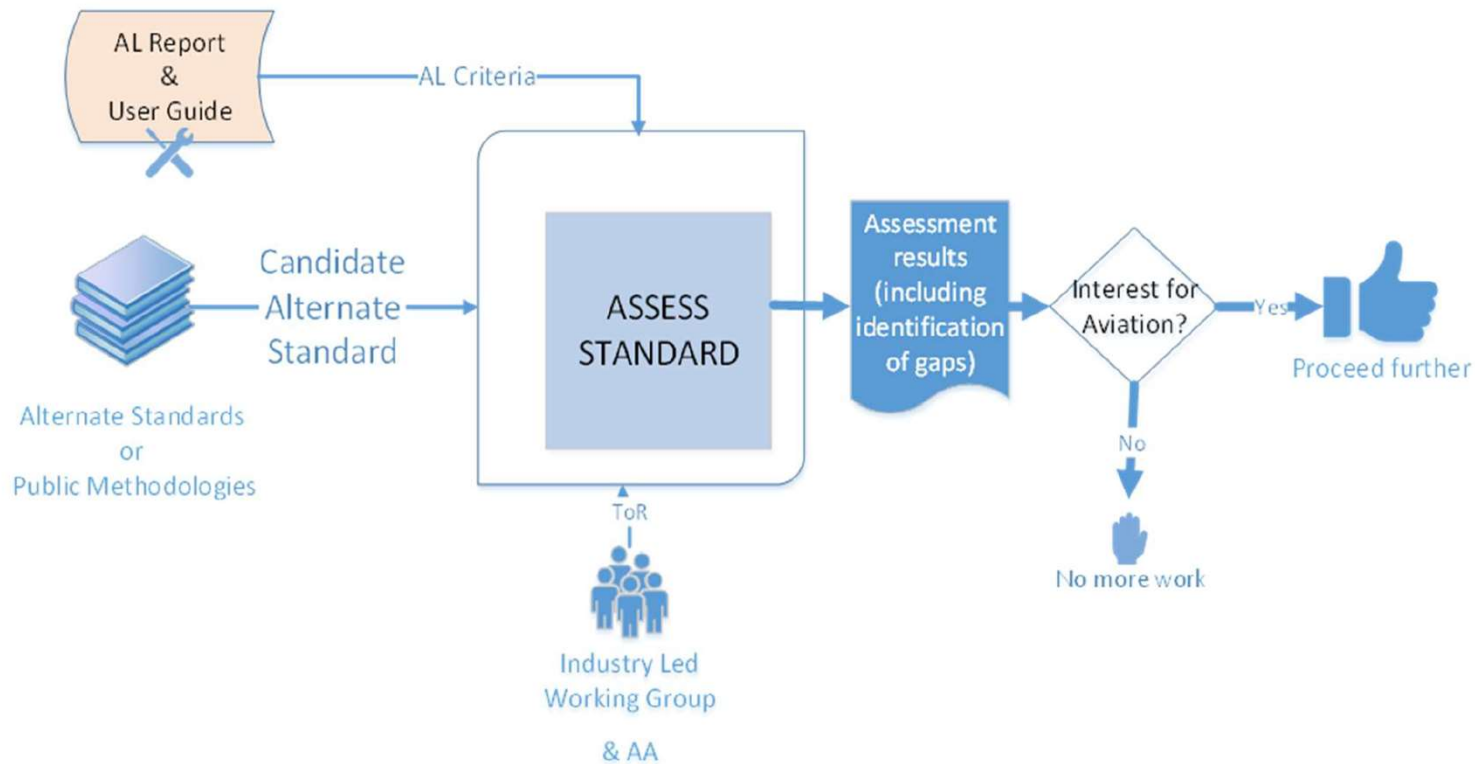 AL Report
&
User Guide
AL Criteria
Candidate
Alternate
Standard
Alternate Standards
or
Public Methodologies
ASSESS
STANDARD
ToR
Industry Led
Working Group
& AA
Assessment
results
(including
identification
of gaps)
Interest for
Aviation?
Yes
Proceed further
No
No more work